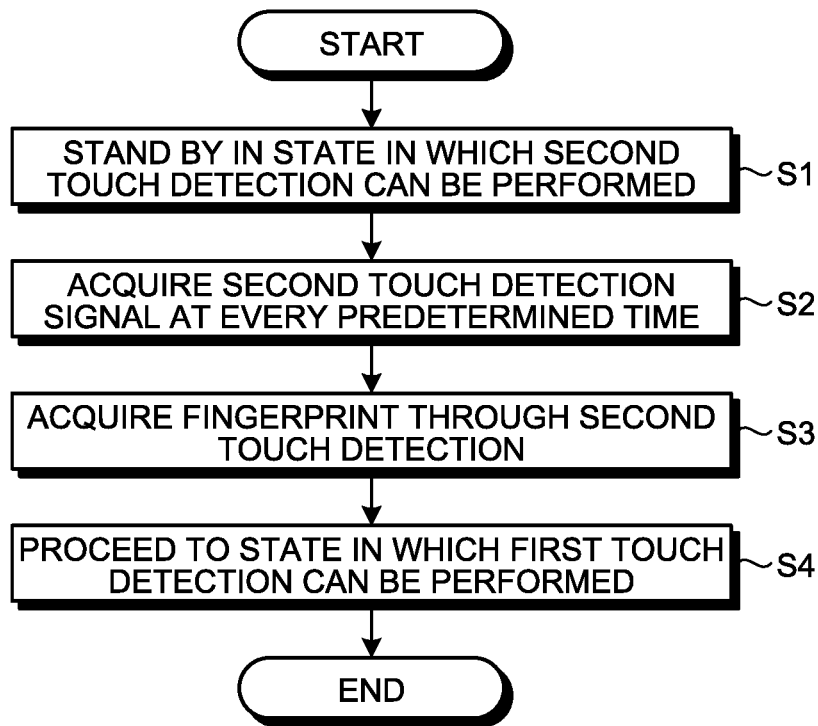 START
STAND BY IN STATE IN WHICH SECOND
TOUCH DETECTION CAN BE PERFORMED
S1
ACQUIRE SECOND TOUCH DETECTION
SIGNAL AT EVERY PREDETERMINED TIME
S2
ACQUIRE FINGERPRINT THROUGH SECOND
TOUCH DETECTION
S3
PROCEED TO STATE IN WHICH FIRST TOUCH
DETECTION CAN BE PERFORMED
S4
END